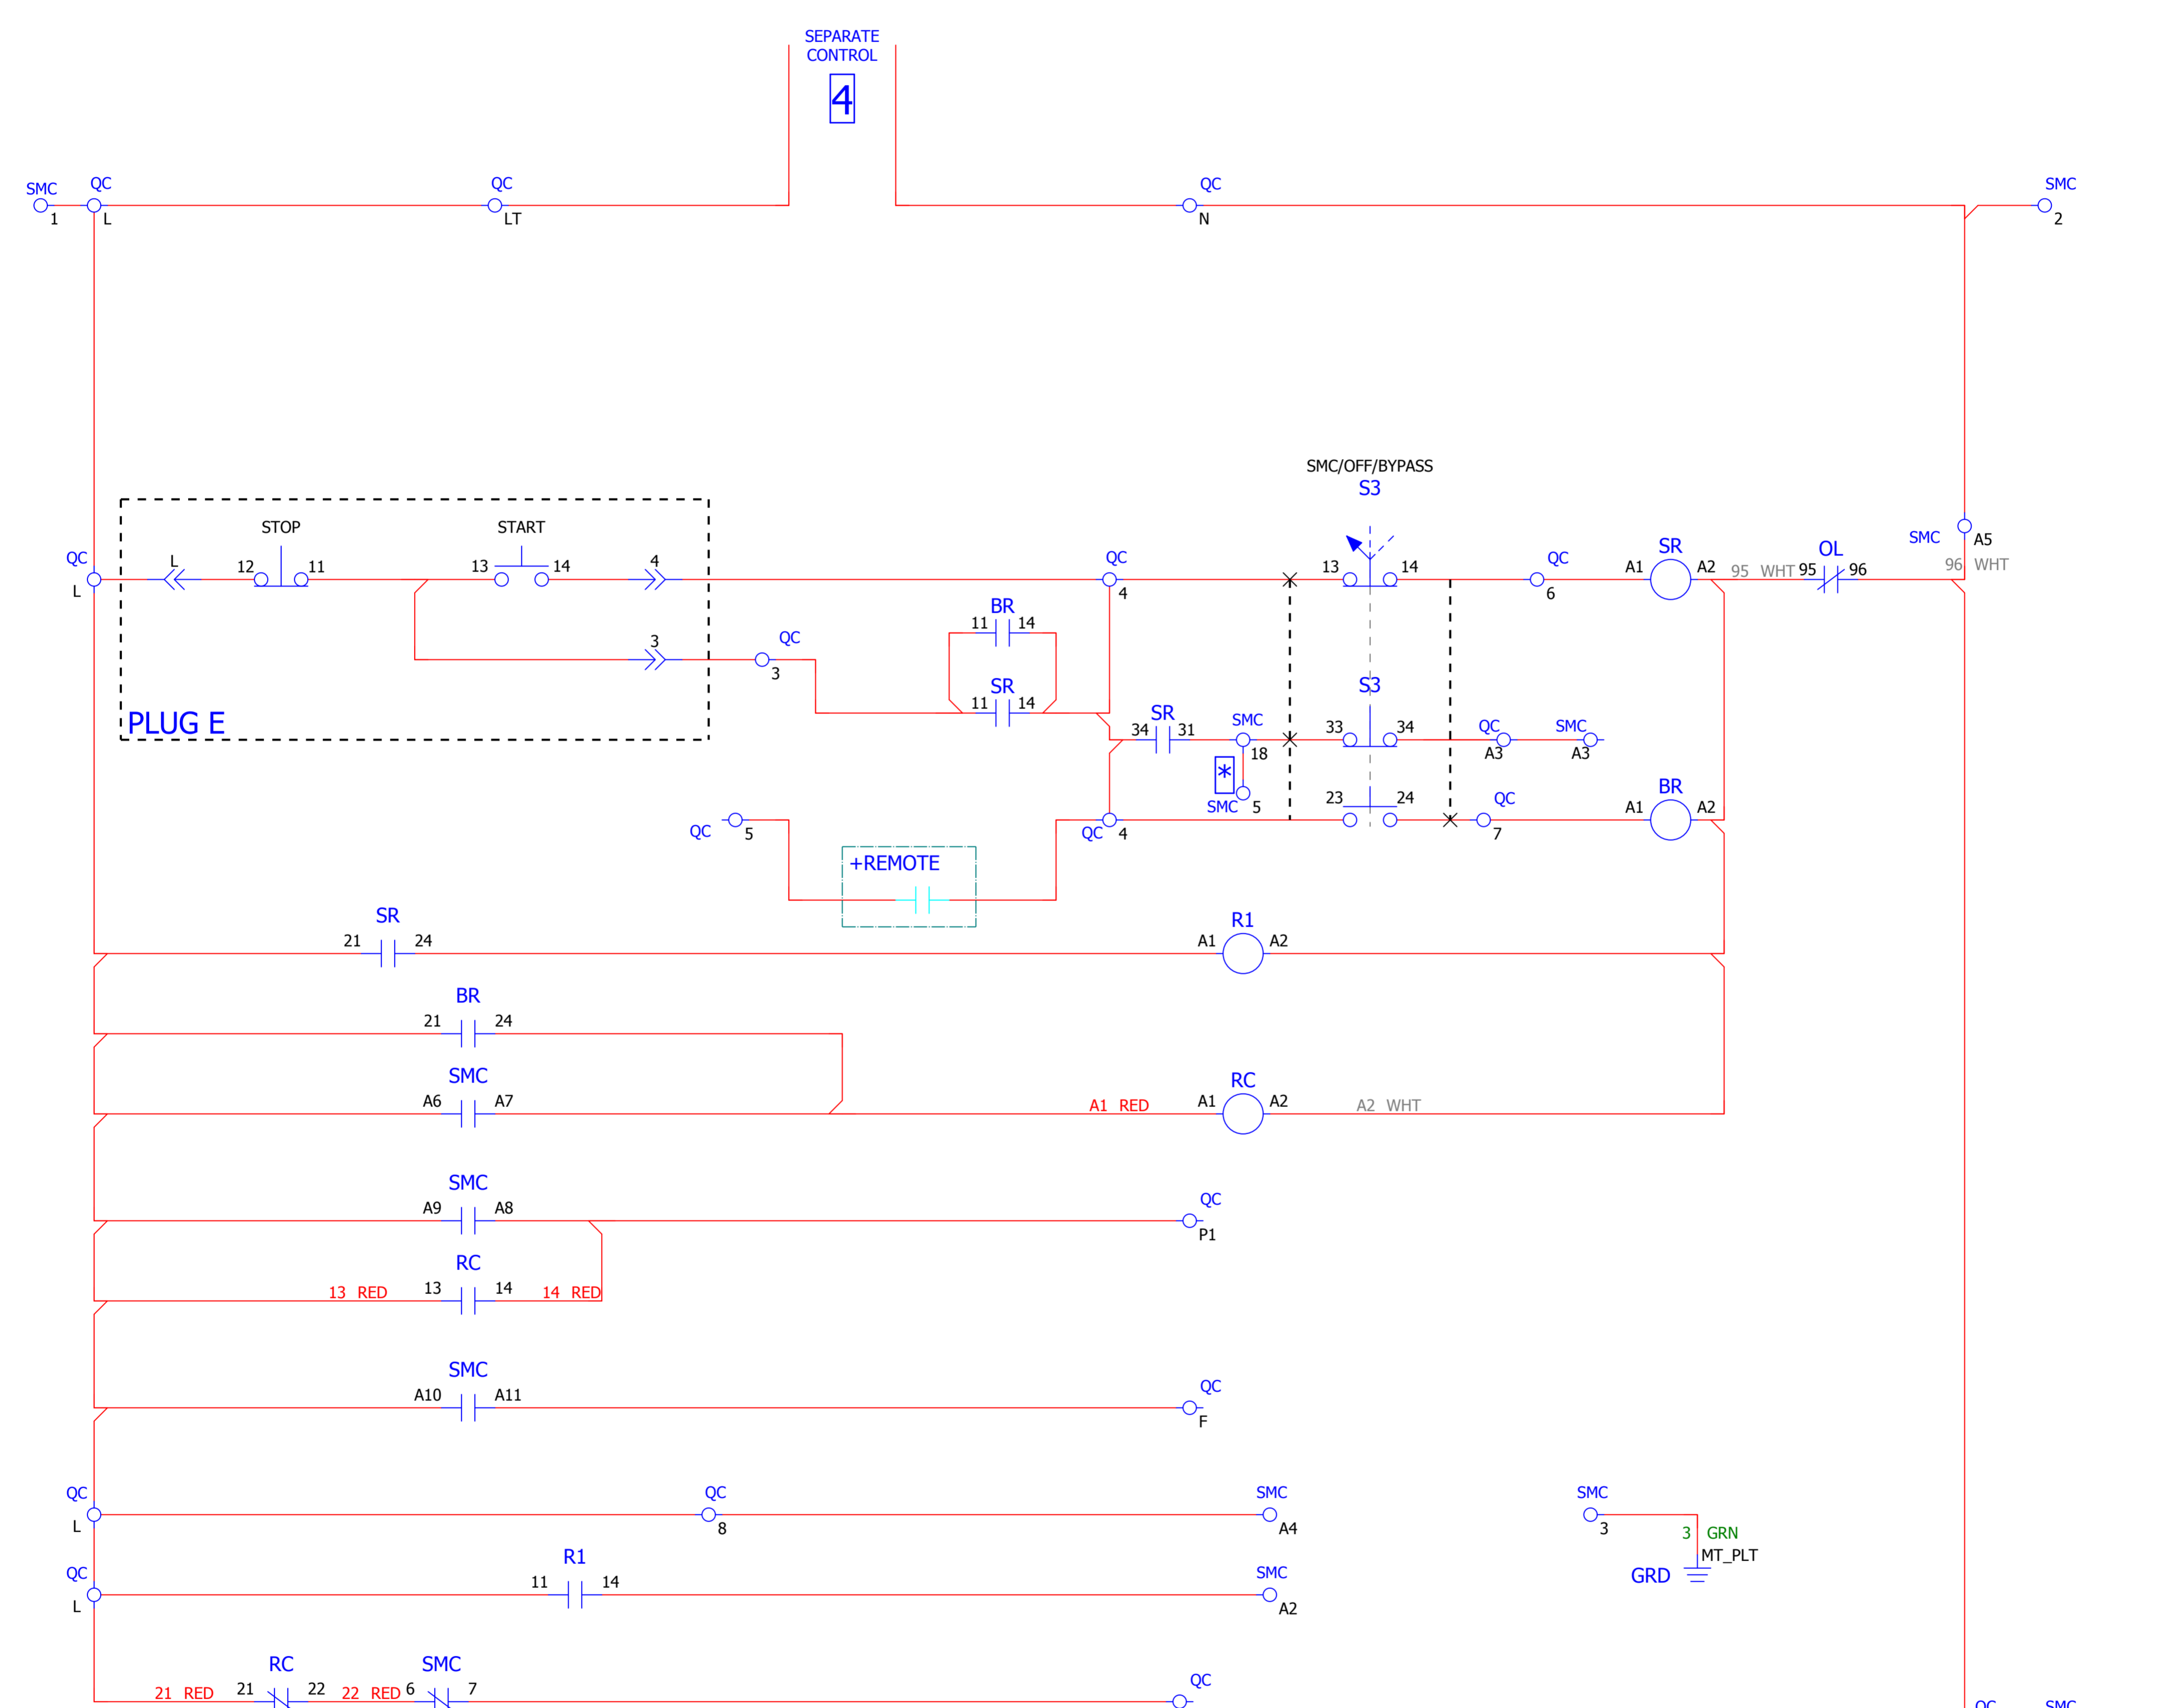 SEPARATE
CONTROL
4
SMC QC QC QC SMC
1 L LT N 2
SMC/OFF/BYPASS
S3
STOP START
QC L 12 11 13 14 4 QC 13 14 QC SR SMC A5
L 4 6 A1 A2 95 WHT 95 OL 96 96 WHT
BR
11 14
3 QC
3
SR
11 14
S3
PLUG E
SR SMC QC SMC
34 31 18 33 34 A3 A3
*
SMC 5
23 24 QC BR
QC 5 QC 4 7 A1 A2
+REMOTE
SR R1
21 24 A1 A2
BR
21 24
SMC RC
A6 A7 A1 RED A1 A2 A2 WHT
SMC QC
A9 A8 P1
RC
13 RED 13 14 14 RED
SMC QC
A10 A11 F
QC QC SMC SMC
L 8 A4 3
3 GRN
MT_PLT
GRD
QC R1 SMC
L 11 14 A2
RC SMC QC
21 RED 21 22 22 RED 6 7
QC SMC